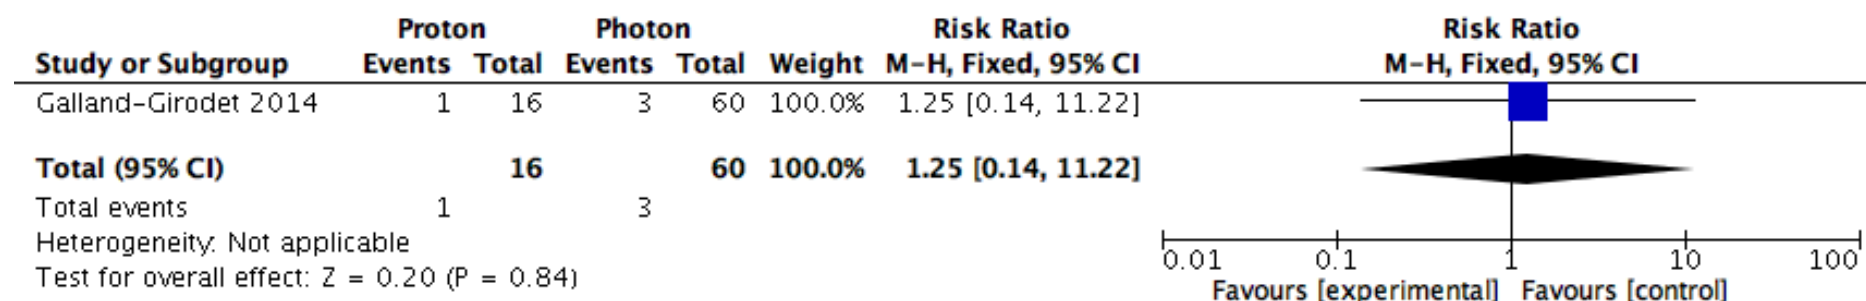 Proton Photon Risk Ratio Risk Ratio
Study or Subgroup Events Total Events Total Weight M-H, Fixed, 95% CI M-H, Fixed, 95% CI
Galland-Girodet 2014 1 16 3 60 100.0% 1.25 [0.14, 11.22]
Total (95% CI) 16 60 100.0% 1.25 [0.14, 11.22]
Total events 1 3
Heterogeneity: Not applicable
Test for overall effect: Z = 0.20 (P = 0.84)
0.01 0.1 1 10 100
Favours [experimental] Favours [control]